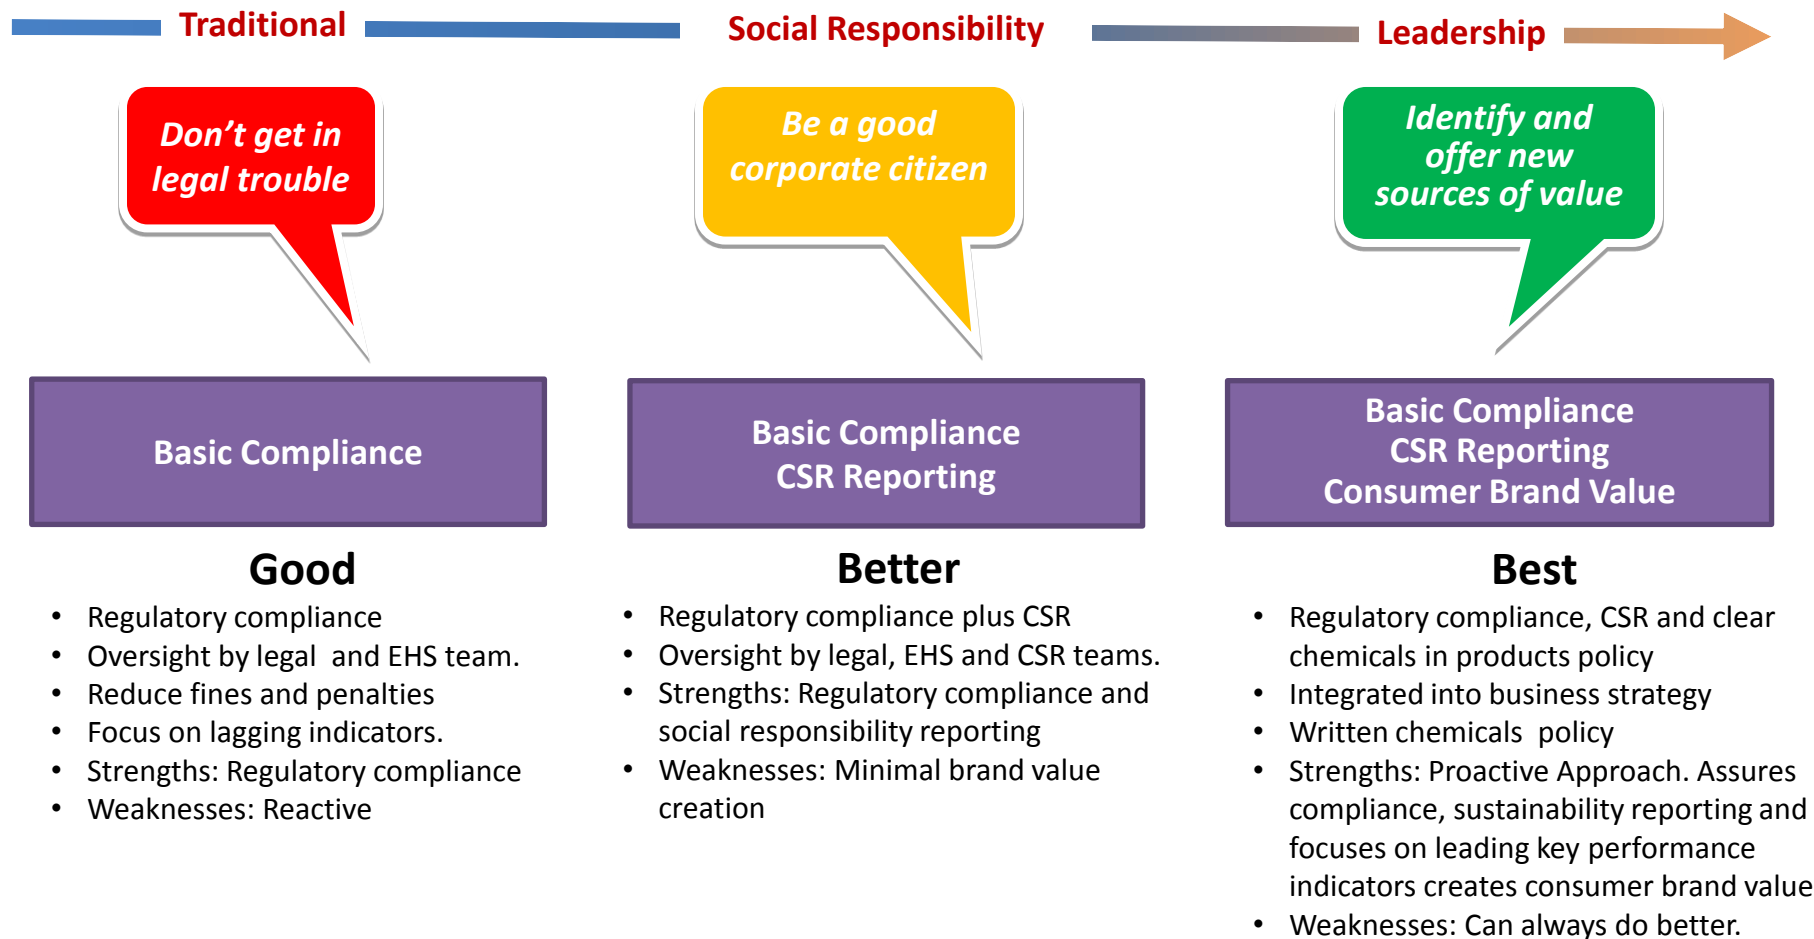 Traditional
Social Responsibility
Leadership
Don’t get in
legal trouble
Be a good
corporate citizen
Identify and
offer new
sources of value
Basic Compliance
Basic Compliance
CSR Reporting
Basic Compliance
CSR Reporting
Consumer Brand Value
Good
• Regulatory compliance
• Oversight by legal  and EHS team.
• Reduce fines and penalties
• Focus on lagging indicators.
• Strengths: Regulatory compliance
• Weaknesses: Reactive
Better
• Regulatory compliance plus CSR
• Oversight by legal, EHS and CSR teams.
• Strengths: Regulatory compliance and
social responsibility reporting
• Weaknesses: Minimal brand value
creation
Best
• Regulatory compliance, CSR and clear
chemicals in products policy
• Integrated into business strategy
• Written chemicals  policy
• Strengths: Proactive Approach. Assures
compliance, sustainability reporting and
focuses on leading key performance
indicators creates consumer brand value
• Weaknesses: Can always do better.